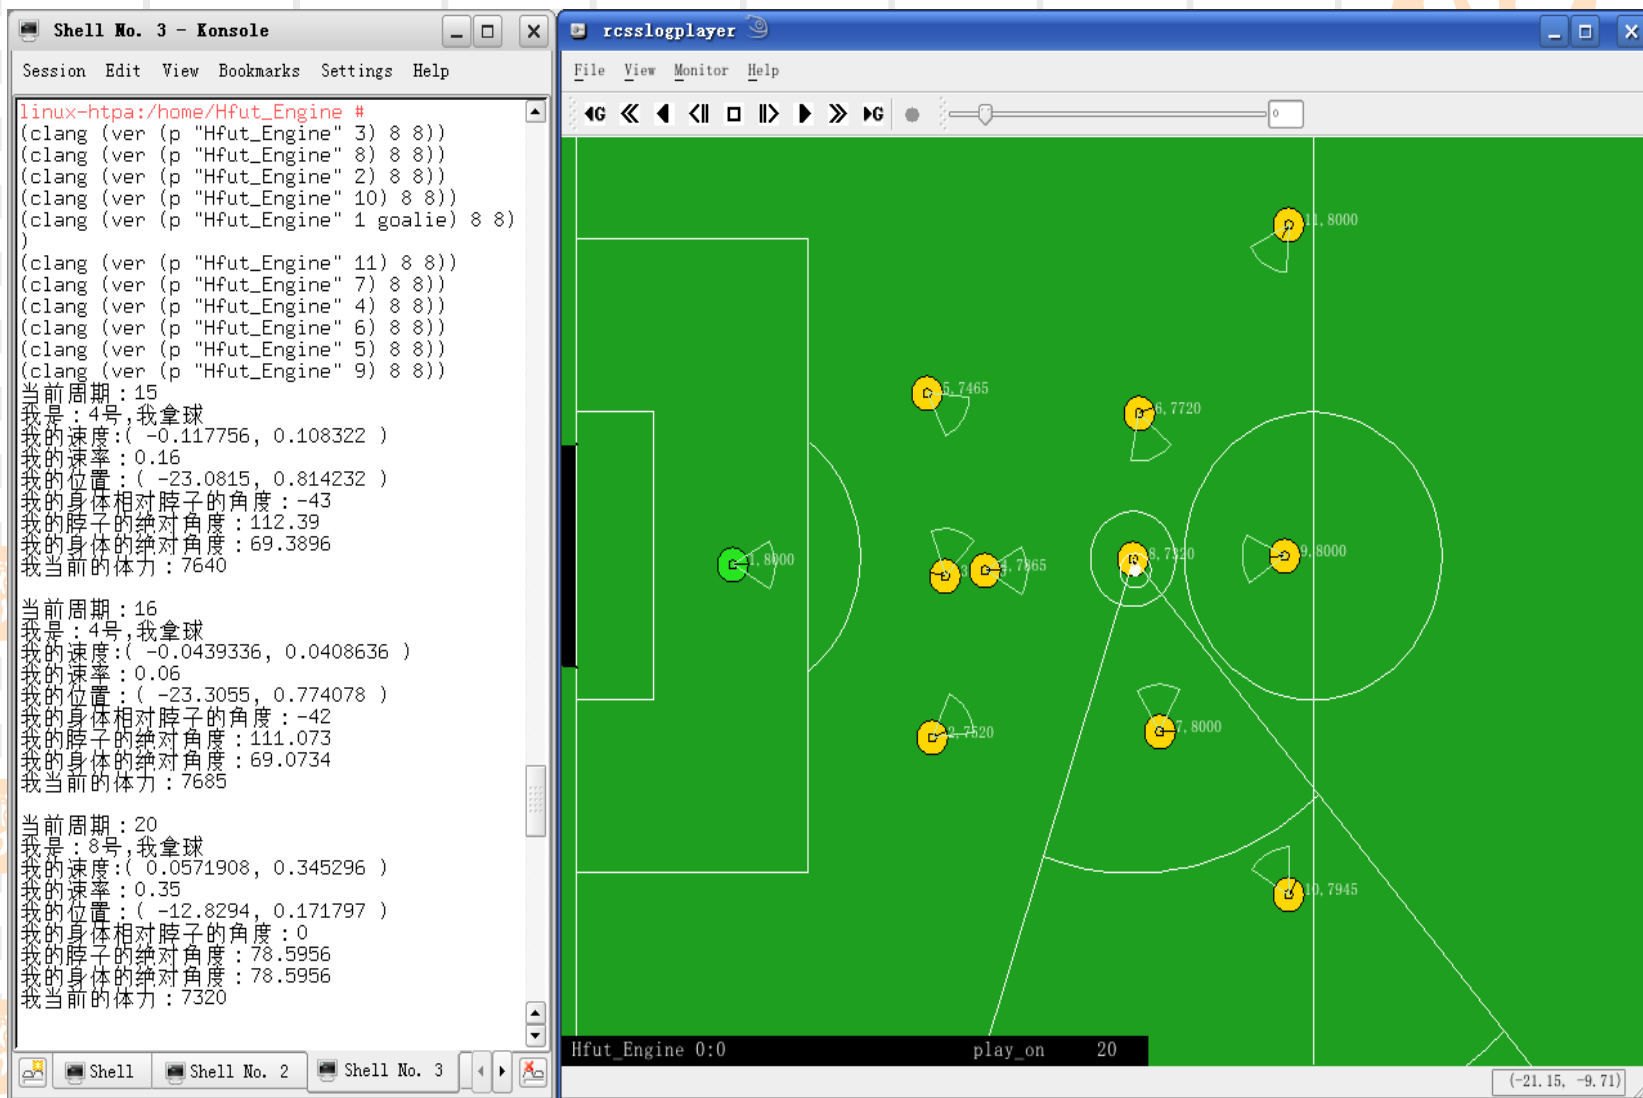 Shell No. 3 - Konsole
Session Edit View Bookmarks Settings Help
linux-htpa:/home/Hfut_Engine #
(clang (ver (p "Hfut_Engine" 3) 8 8))
(clang (ver (p "Hfut_Engine" 8) 8 8))
(clang (ver (p "Hfut_Engine" 2) 8 8))
(clang (ver (p "Hfut_Engine" 10) 8 8))
(clang (ver (p "Hfut_Engine" 1 goalie) 8 8)
)
(clang (ver (p "Hfut_Engine" 11) 8 8))
(clang (ver (p "Hfut_Engine" 7) 8 8))
(clang (ver (p "Hfut_Engine" 4) 8 8))
(clang (ver (p "Hfut_Engine" 6) 8 8))
(clang (ver (p "Hfut_Engine" 5) 8 8))
(clang (ver (p "Hfut_Engine" 9) 8 8))
当前周期：15
我是：4号,我拿球
我的速度:( -0.117756, 0.108322 )
我的速率：0.16
我的位置：( -23.0815, 0.814232 )
我的身体相对脖子的角度：-43
我的脖子的绝对角度：112.39
我的身体的绝对角度：69.3896
我当前的体力：7640
当前周期：16
我是：4号,我拿球
我的速度:( -0.0439336, 0.0408636 )
我的速率：0.06
我的位置：( -23.3055, 0.774078 )
我的身体相对脖子的角度：-42
我的脖子的绝对角度：111.073
我的身体的绝对角度：69.0734
我当前的体力：7685
当前周期：20
我是：8号,我拿球
我的速度:( 0.0571908, 0.345296 )
我的速率：0.35
我的位置：( -12.8294, 0.171797 )
我的身体相对脖子的角度：0
我的脖子的绝对角度：78.5956
我的身体的绝对角度：78.5956
我当前的体力：7320
Shell
Shell No. 2
Shell No. 3
rcsslogplayer
File View Monitor Help
0
11,8000
5,7465
6,7720
1,8000
3
4,7865
8,7320
9,8000
2,7520
7,8000
10,7945
Hfut_Engine 0:0 play_on 20
(-21.15, -9.71)